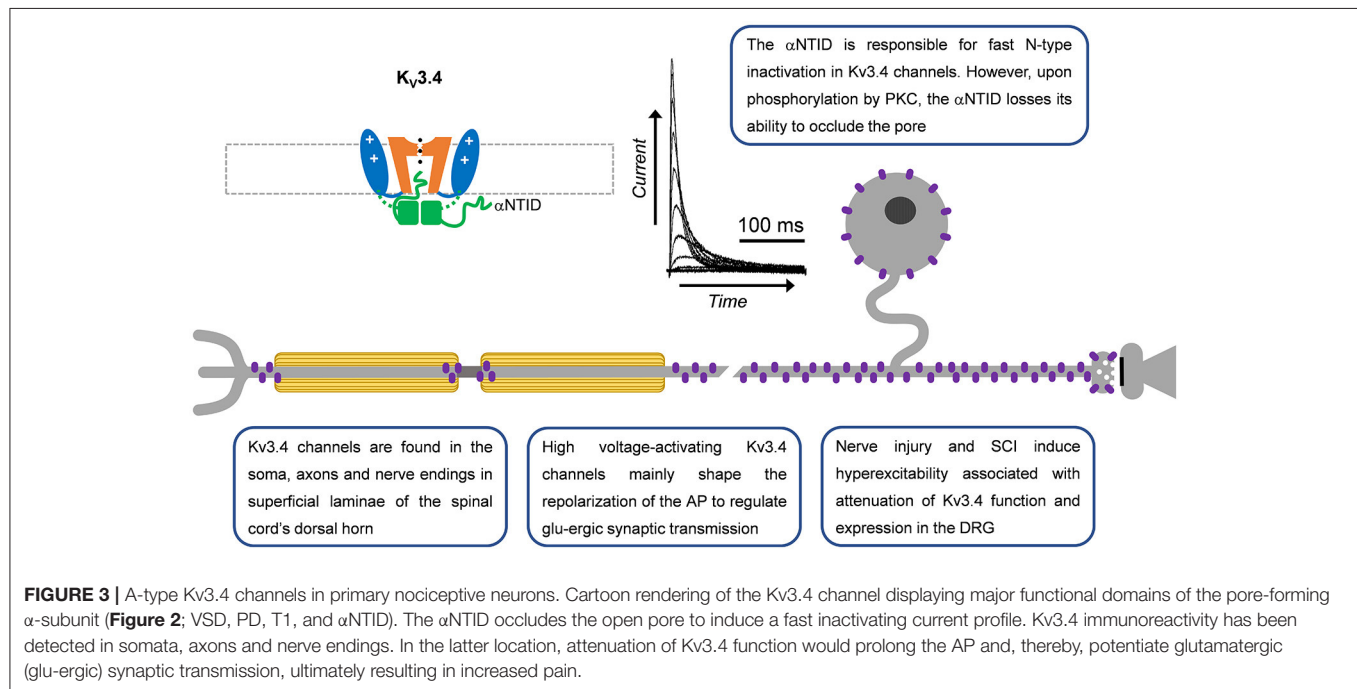 The αNTID is responsible for fast N-type
inactivation in Kv3.4 channels. However, upon
phosphorylation by PKC, the αNTID losses its
ability to occlude the pore
KV3.4
αNTID
Current
100 ms
Time
Kv3.4 channels are found in the
soma, axons and nerve endings in
superficial laminae of the spinal
cord's dorsal horn
High voltage-activating Kv3.4
channels mainly shape the
repolarization of the AP to regulate
glu-ergic synaptic transmission
Nerve injury and SCI induce
hyperexcitability associated with
attenuation of Kv3.4 function and
expression in the DRG
FIGURE 3 | A-type Kv3.4 channels in primary nociceptive neurons. Cartoon rendering of the Kv3.4 channel displaying major functional domains of the pore-forming
α-subunit (Figure 2; VSD, PD, T1, and αNTID). The αNTID occludes the open pore to induce a fast inactivating current profile. Kv3.4 immunoreactivity has been
detected in somata, axons and nerve endings. In the latter location, attenuation of Kv3.4 function would prolong the AP and, thereby, potentiate glutamatergic
(glu-ergic) synaptic transmission, ultimately resulting in increased pain.